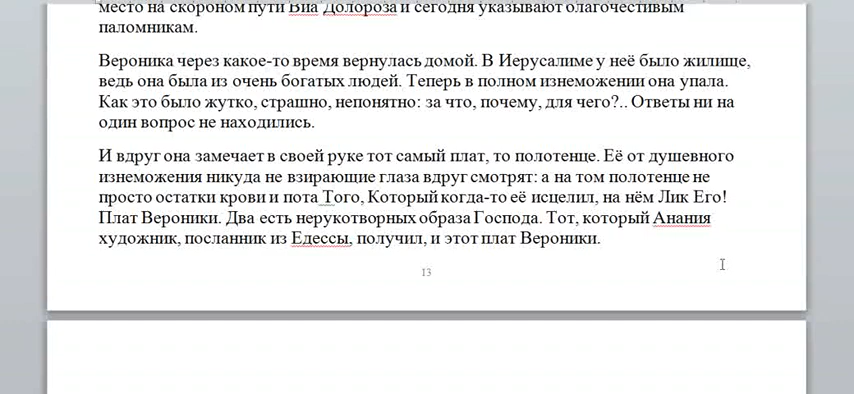 место на скорбном пути Виа Долороза и сегодня указывают благочестивым
паломникам.
Вероника через какое-то время вернулась домой. В Иерусалиме у неё было жилище,
ведь она была из очень богатых людей. Теперь в полном изнеможении она упала.
Как это было жутко, страшно, непонятно: за что, почему, для чего?.. Ответы ни на
один вопрос не находились.
И вдруг она замечает в своей руке тот самый плат, то полотенце. Её от душевного
изнеможения никуда не взирающие глаза вдруг смотрят: а на том полотенце не
просто остатки крови и пота Того, Который когда-то её исцелил, на нём Лик Его!
Плат Вероники. Два есть нерукотворных образа Господа. Тот, который Анания
художник, посланник из Едессы, получил, и этот плат Вероники.
13